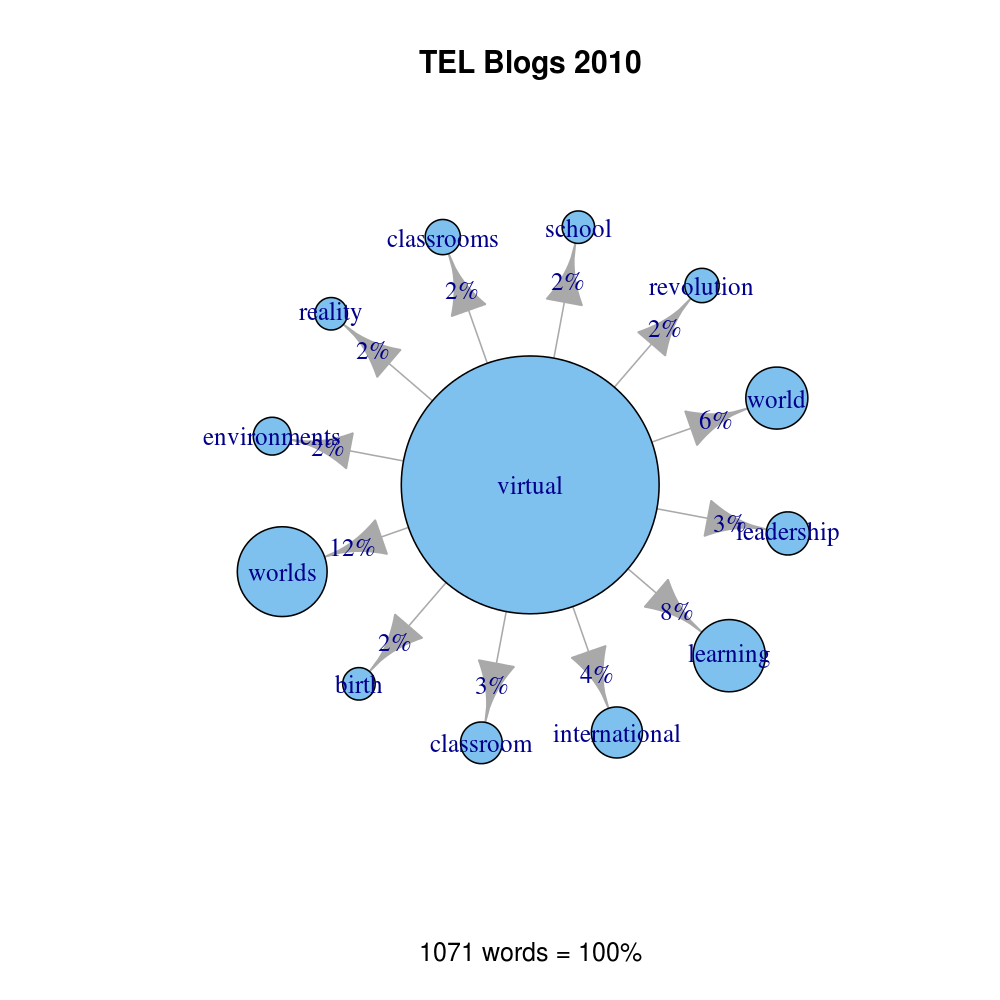 TEL Blogs 2010
school
classrooms
2%
2%
revolution
reality
2%
2%
world
6%
environments
2%
virtual
3%
leadership
12%
worlds
8%
2%
learning
4%
3%
birth
international
classroom
1071 words = 100%